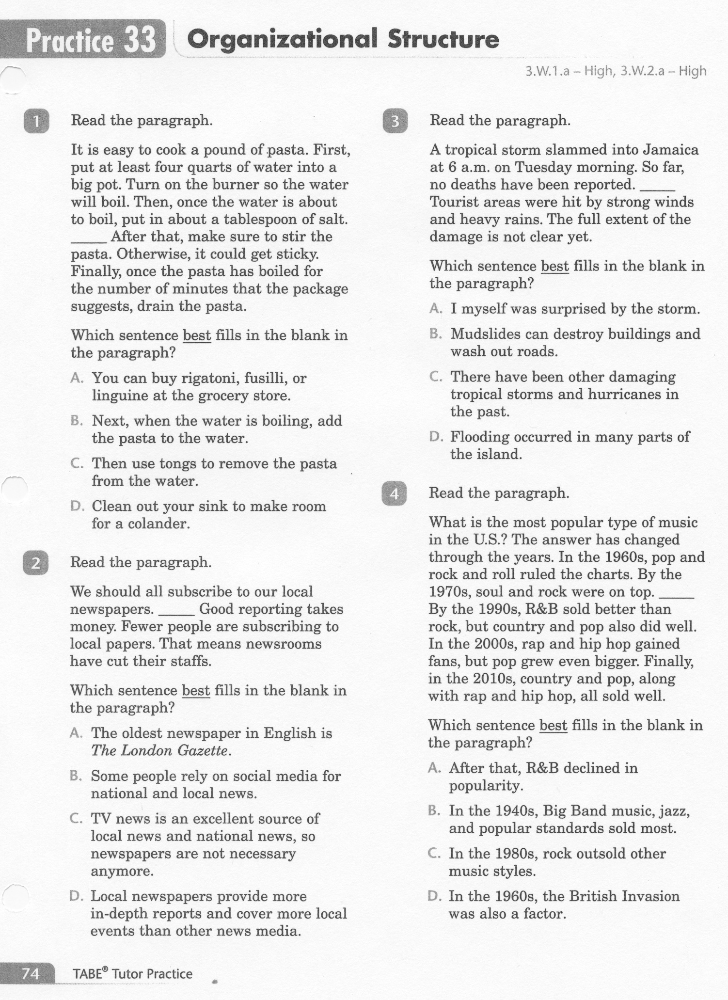 Practice 33
Organizational Structure
3.W.1.a – High, 3.W.2.a – High
1
Read the paragraph.
It is easy to cook a pound of pasta. First,
put at least four quarts of water into a
big pot. Turn on the burner so the water
will boil. Then, once the water is about
to boil, put in about a tablespoon of salt.
_____ After that, make sure to stir the
pasta. Otherwise, it could get sticky.
Finally, once the pasta has boiled for
the number of minutes that the package
suggests, drain the pasta.
Which sentence best fills in the blank in
the paragraph?
A. You can buy rigatoni, fusilli, or
linguine at the grocery store.
B. Next, when the water is boiling, add
the pasta to the water.
C. Then use tongs to remove the pasta
from the water.
D. Clean out your sink to make room
for a colander.
2
Read the paragraph.
We should all subscribe to our local
newspapers. _____ Good reporting takes
money. Fewer people are subscribing to
local papers. That means newsrooms
have cut their staffs.
Which sentence best fills in the blank in
the paragraph?
A. The oldest newspaper in English is
The London Gazette.
B. Some people rely on social media for
national and local news.
C. TV news is an excellent source of
local news and national news, so
newspapers are not necessary
anymore.
D. Local newspapers provide more
in-depth reports and cover more local
events than other news media.
3
Read the paragraph.
A tropical storm slammed into Jamaica
at 6 a.m. on Tuesday morning. So far,
no deaths have been reported. _____
Tourist areas were hit by strong winds
and heavy rains. The full extent of the
damage is not clear yet.
Which sentence best fills in the blank in
the paragraph?
A. I myself was surprised by the storm.
B. Mudslides can destroy buildings and
wash out roads.
C. There have been other damaging
tropical storms and hurricanes in
the past.
D. Flooding occurred in many parts of
the island.
4
Read the paragraph.
What is the most popular type of music
in the U.S.? The answer has changed
through the years. In the 1960s, pop and
rock and roll ruled the charts. By the
1970s, soul and rock were on top. _____
By the 1990s, R&B sold better than
rock, but country and pop also did well.
In the 2000s, rap and hip hop gained
fans, but pop grew even bigger. Finally,
in the 2010s, country and pop, along
with rap and hip hop, all sold well.
Which sentence best fills in the blank in
the paragraph?
A. After that, R&B declined in
popularity.
B. In the 1940s, Big Band music, jazz,
and popular standards sold most.
C. In the 1980s, rock outsold other
music styles.
D. In the 1960s, the British Invasion
was also a factor.
74
TABE® Tutor Practice